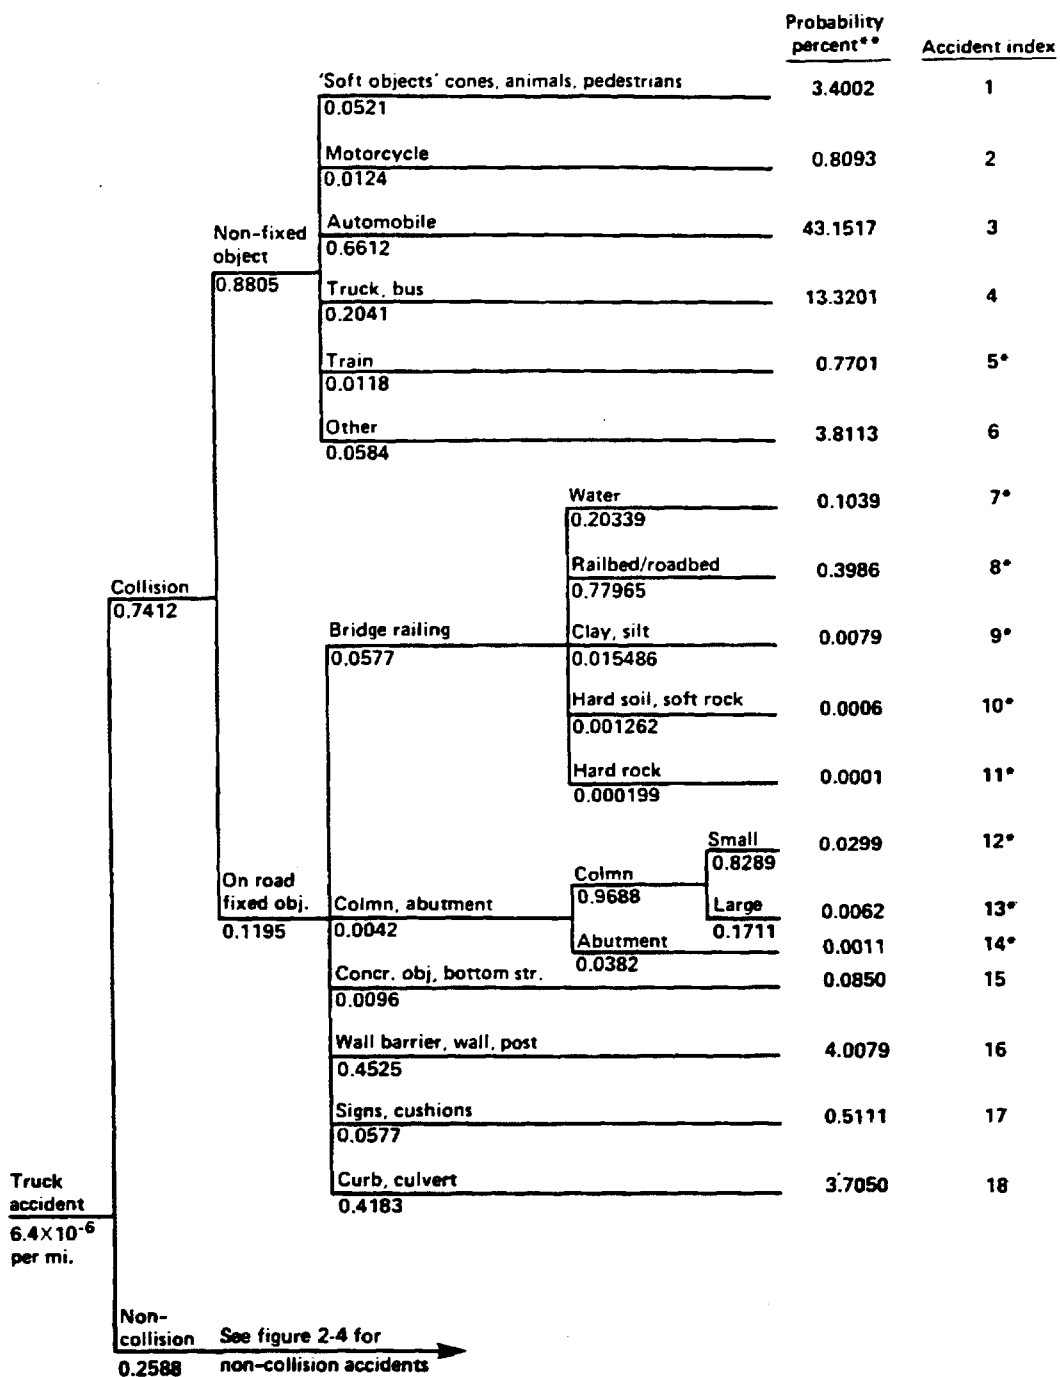 Probability
percent** Accident index
'Soft objects' cones, animals, pedestrians 3.4002 1
0.0521
Motorcycle 0.8093 2
0.0124
Automobile 43.1517 3
0.6612
Non-fixed
object
0.8805
Truck, bus 13.3201 4
0.2041
Train 0.7701 5*
0.0118
Other 3.8113 6
0.0584
Water 0.1039 7*
0.20339
Railbed/roadbed 0.3986 8*
0.77965
Collision
0.7412
Bridge railing
0.0577
Clay, silt 0.0079 9*
0.015486
Hard soil, soft rock 0.0006 10*
0.001262
Hard rock 0.0001 11*
0.000199
Small 0.0299 12*
0.8289
Colmn
0.9688
On road
fixed obj.
0.1195
Colmn, abutment
0.0042
Large 0.0062 13*
0.1711
Abutment 0.0011 14*
0.0382
Concr. obj, bottom str. 0.0850 15
0.0096
Wall barrier, wall, post 4.0079 16
0.4525
Signs, cushions 0.5111 17
0.0577
Curb, culvert 3.7050 18
0.4183
Truck
accident
6.4×10-6
per mi.
Non-
collision
0.2588
See figure 2-4 for
non-collision accidents